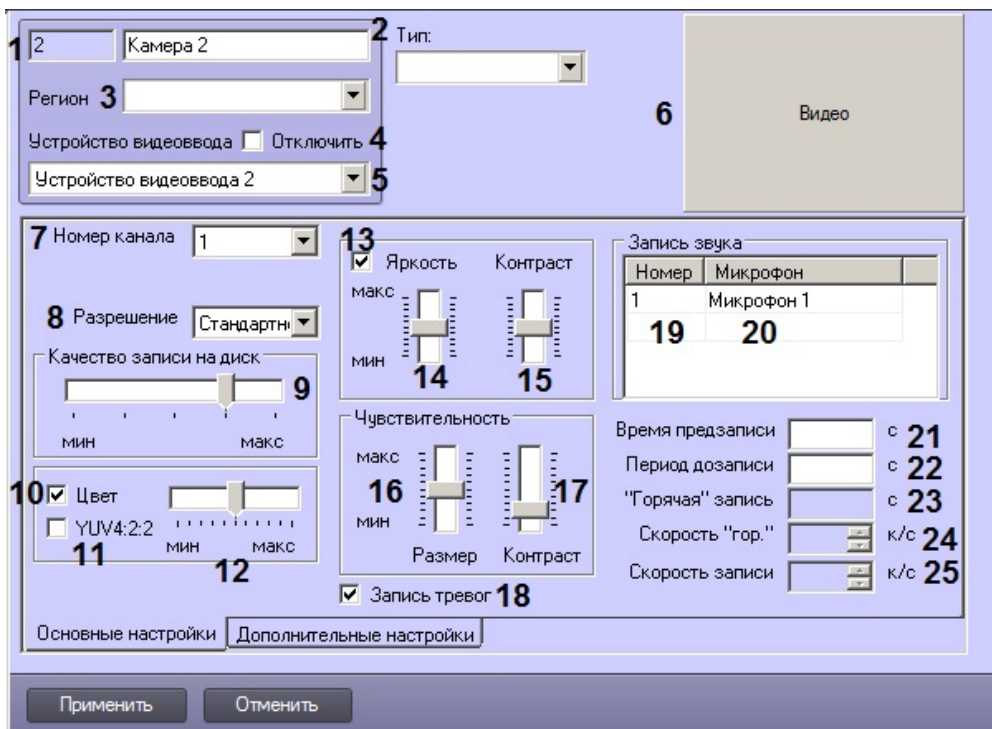 1 2 Камера 2 2
Тип:
Регион 3
Устройство видеоввода Отключить 4
Устройство видеоввода 2 5
6 Видео
7 Номер канала 1
8 Разрешение Стандартн
Качество записи на диск
9
мин макс
10 Цвет
YUV4:2:2
11
мин макс
12
13
Яркость Контраст
макс
мин
14 15
Чувствительность
макс
16 17
мин
Размер Контраст
Запись тревог 18
Запись звука
Номер Микрофон
1 Микрофон 1
19 20
Время предзаписи с 21
Период дозаписи с 22
"Горячая" запись с 23
Скорость "гор." к/с 24
Скорость записи к/с 25
Основные настройки Дополнительные настройки
Применить Отменить